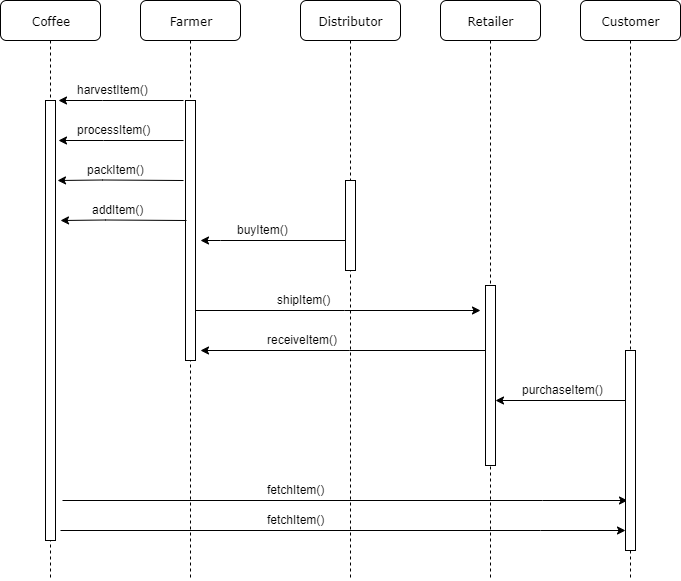 Coffee
Farmer
Distributor
Retailer
Customer
harvestItem()
processItem()
packItem()
addItem()
buyItem()
shipItem()
receiveItem()
purchaseItem()
fetchItem()
fetchItem()